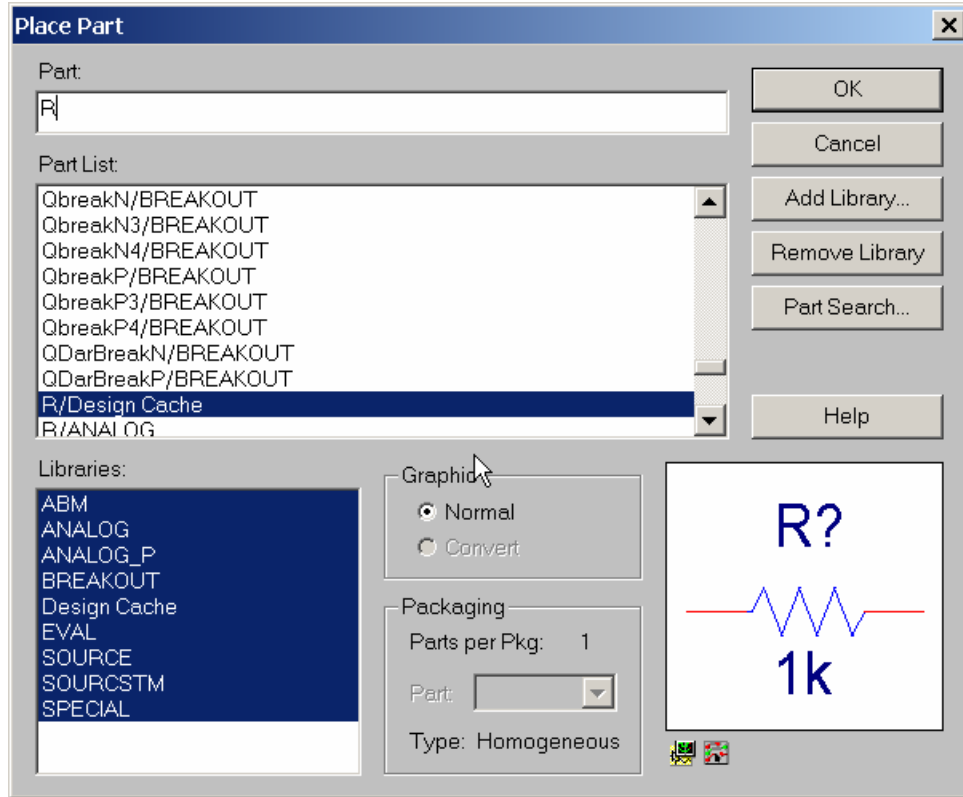 Place Part
Part:
R
OK
Cancel
Part List:
QbreakN/BREAKOUT
QbreakN3/BREAKOUT
QbreakN4/BREAKOUT
QbreakP/BREAKOUT
QbreakP3/BREAKOUT
QbreakP4/BREAKOUT
QDarBreakN/BREAKOUT
QDarBreakP/BREAKOUT
R/Design Cache
R/ANALOG
Add Library...
Remove Library
Part Search...
Help
Libraries:
ABM
ANALOG
ANALOG_P
BREAKOUT
Design Cache
EVAL
SOURCE
SOURCSTM
SPECIAL
Graphic
Normal
Convert
Packaging
Parts per Pkg: 1
Part:
Type: Homogeneous
R?
1k